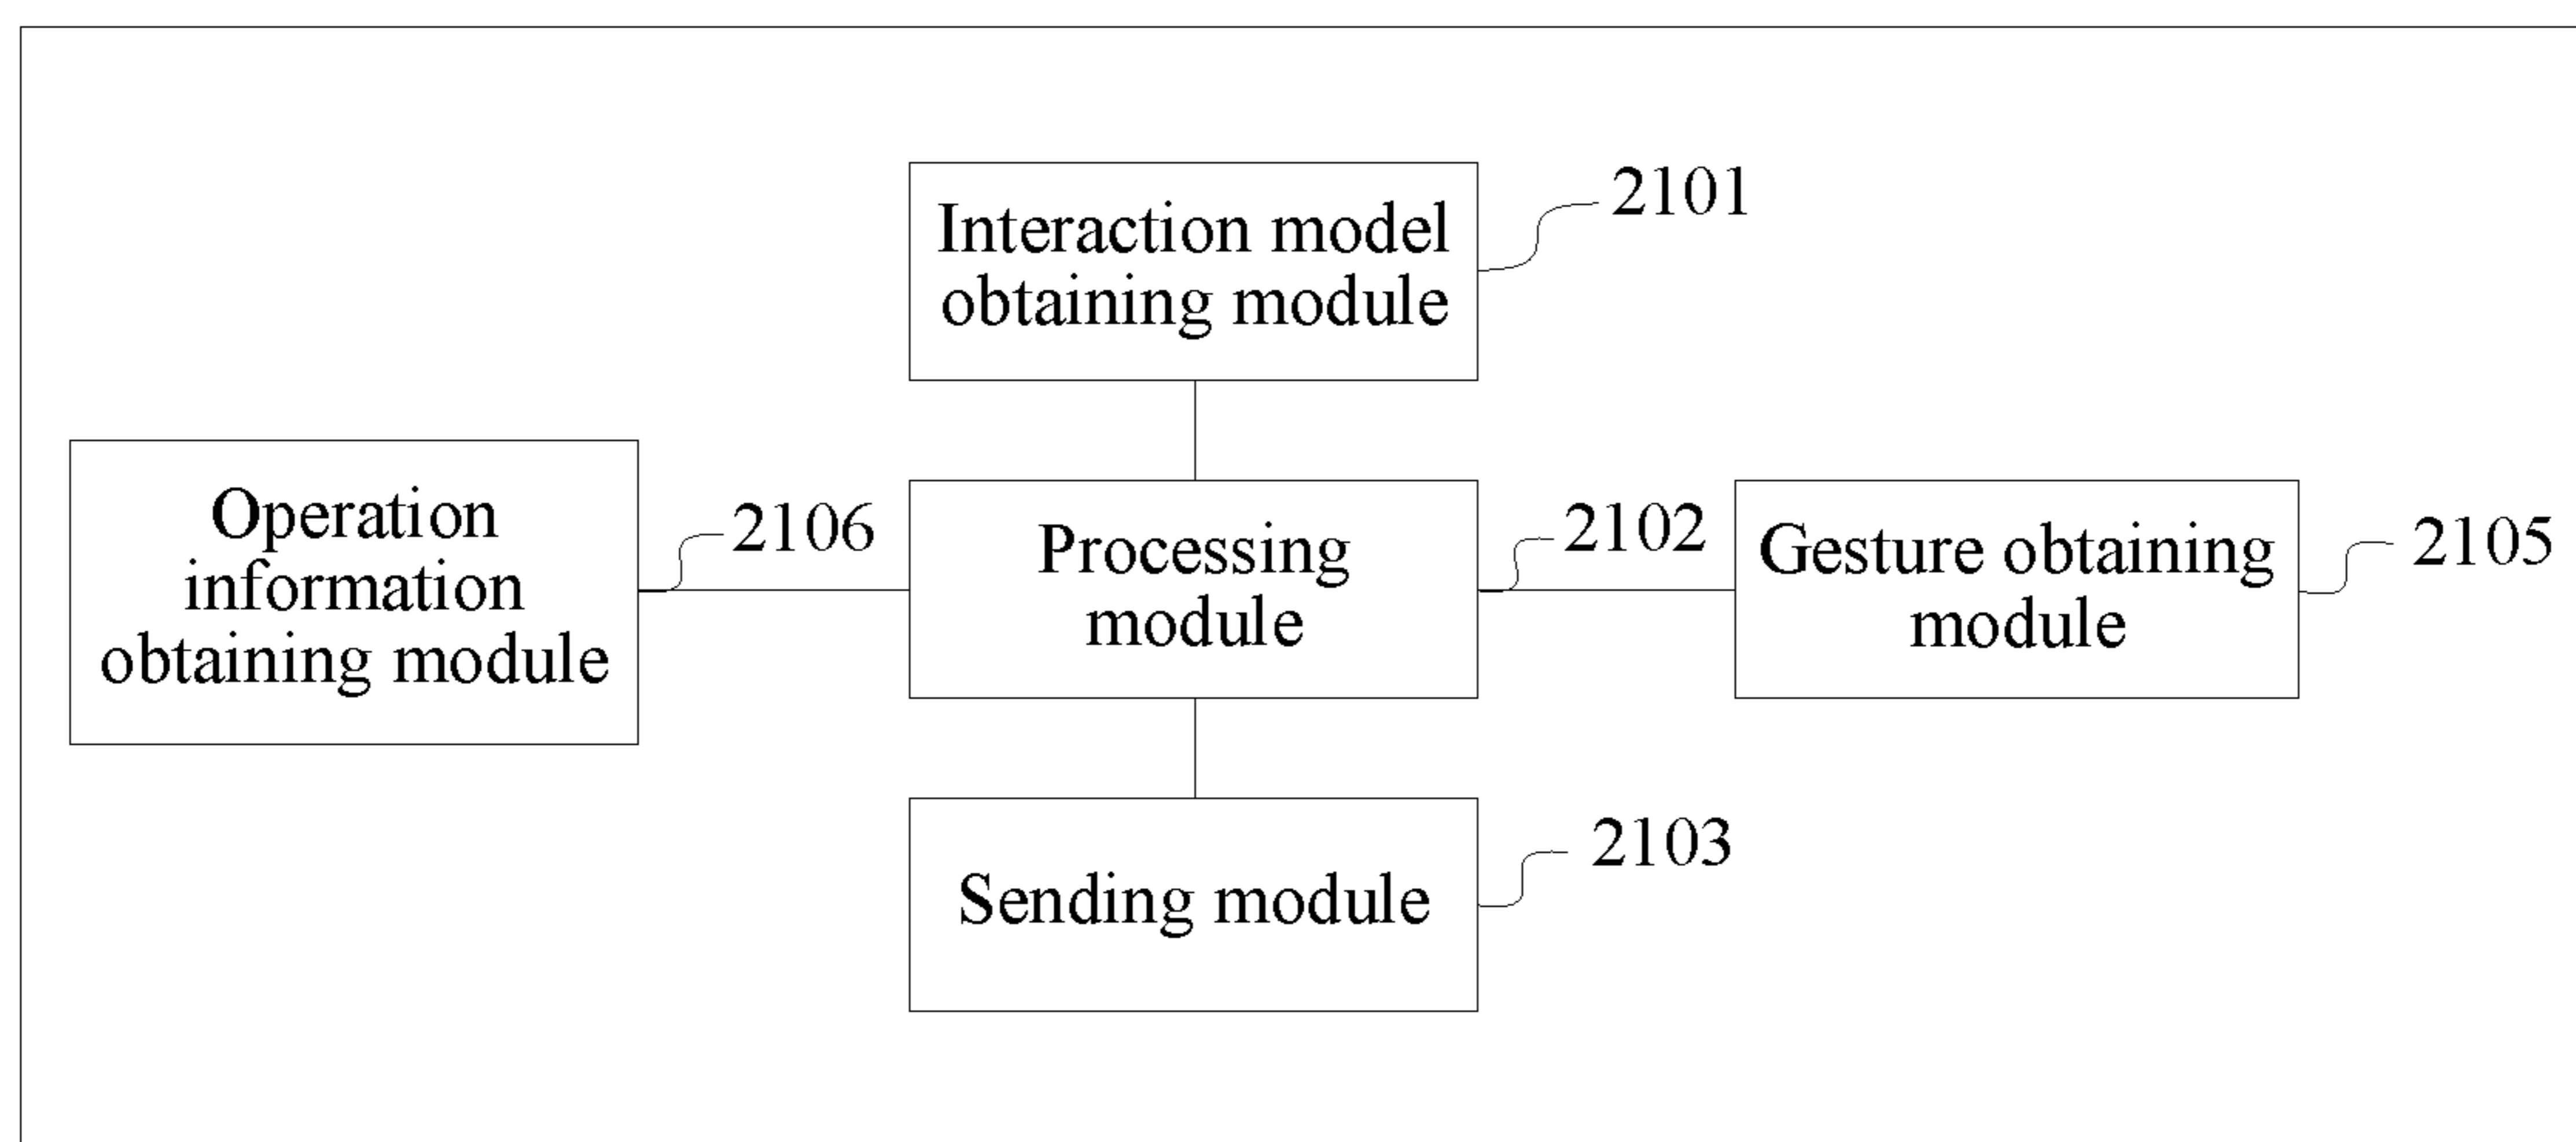 Interaction model
obtaining module
2101
Operation
information
obtaining module
2106
Processing
module
2102
Gesture obtaining
module
2105
Sending module
2103